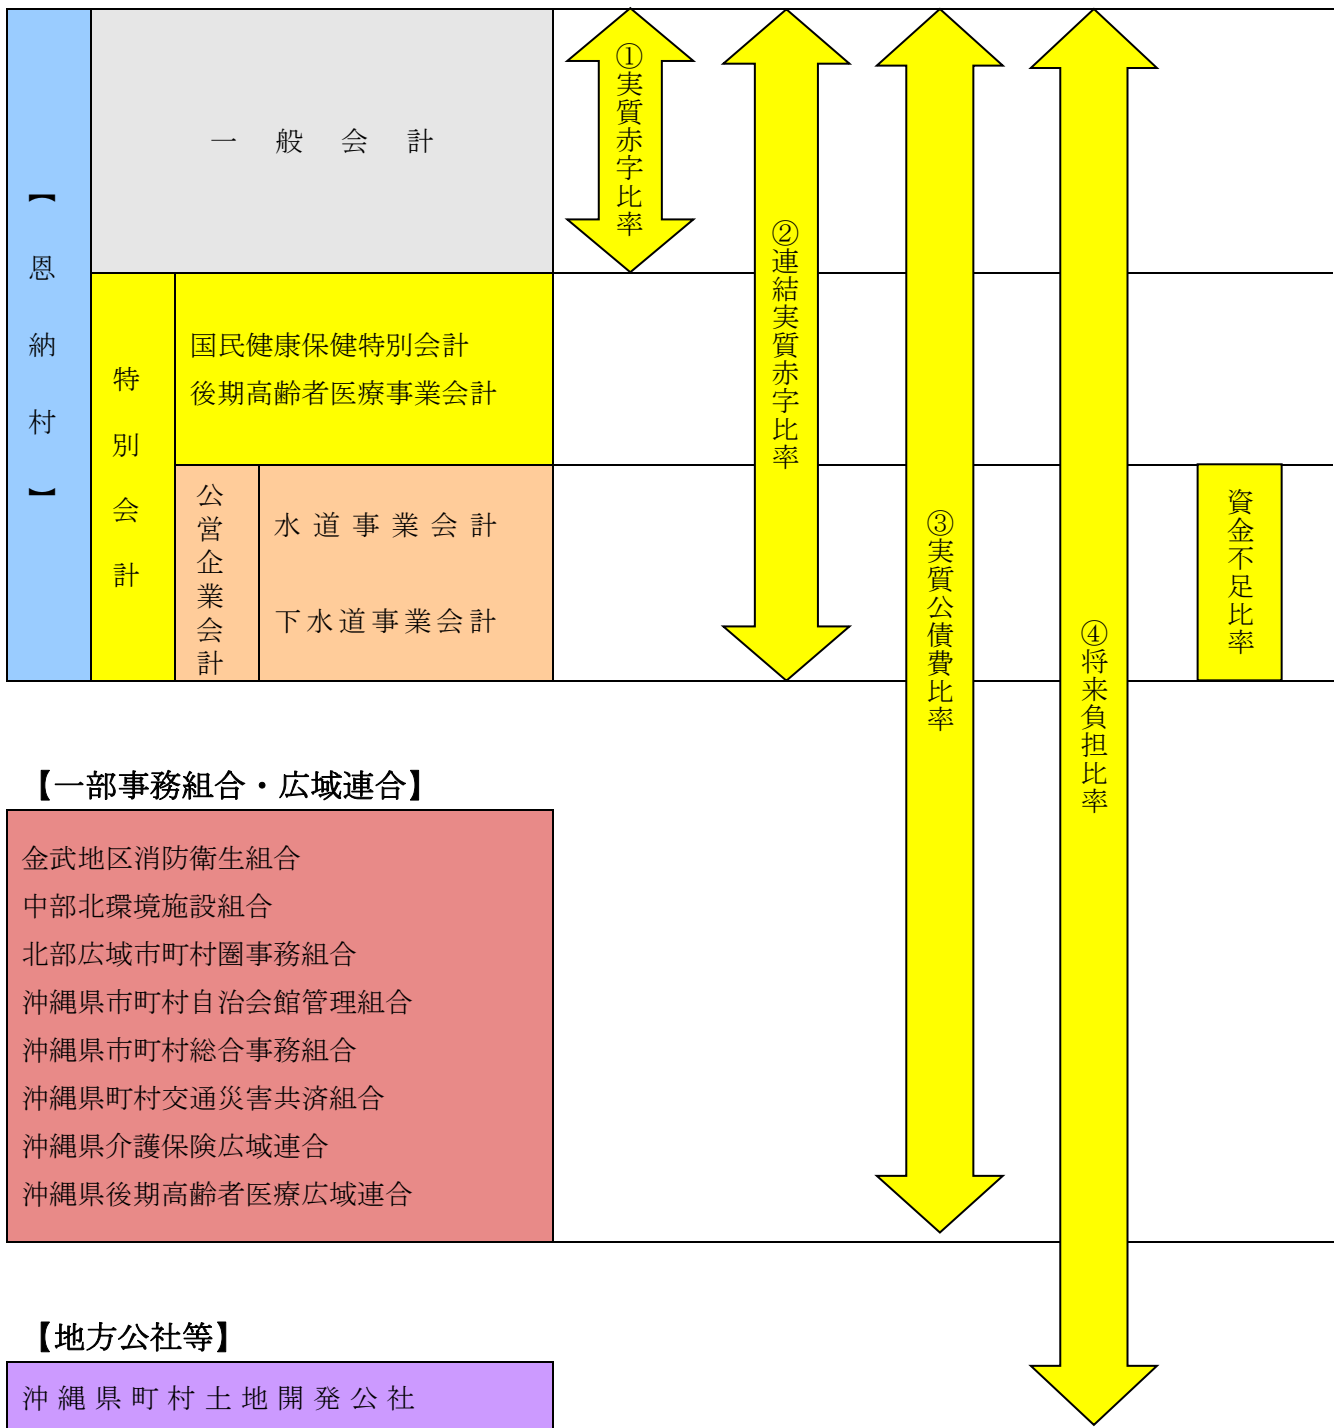 【恩納村】
一般会計
特別会計
国民健康保健特別会計
後期高齢者医療事業会計
公営企業会計
水道事業会計
下水道事業会計
①実質赤字比率
②連結実質赤字比率
③実質公債費比率
④将来負担比率
資金不足比率
【一部事務組合・広域連合】
金武地区消防衛生組合
中部北環境施設組合
北部広域市町村圏事務組合
沖縄県市町村自治会館管理組合
沖縄県市町村総合事務組合
沖縄県町村交通災害共済組合
沖縄県介護保険広域連合
沖縄県後期高齢者医療広域連合
【地方公社等】
沖縄県町村土地開発公社